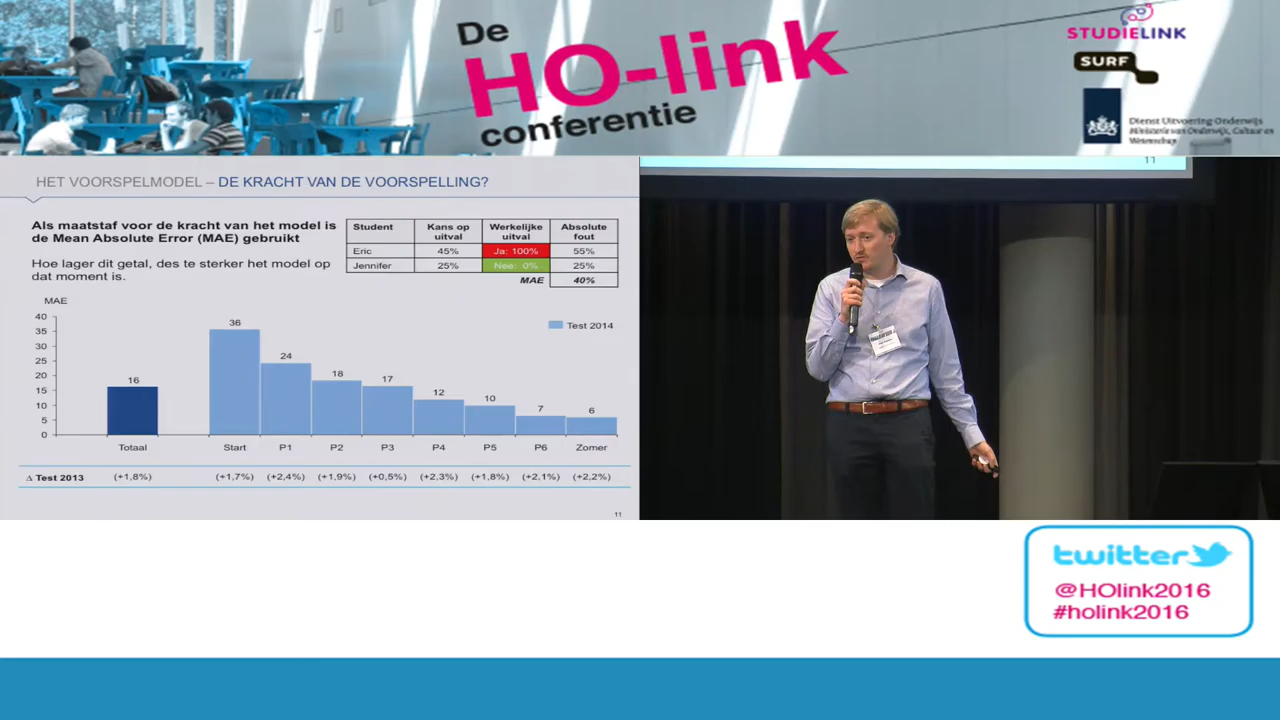 De
HO-link
conferentie
STUDIELINK
SURF
Dienst Uitvoering Onderwijs
Ministerie van Onderwijs, Cultuur en
Wetenschap
HET VOORSPELMODEL – DE KRACHT VAN DE VOORSPELLING?
Als maatstaf voor de kracht van het model is
de Mean Absolute Error (MAE) gebruikt
Hoe lager dit getal, des te sterker het model op
dat moment is.
Student Kans op uitval Werkelijke uitval Absolute fout
Eric 45% Ja: 100% 55%
Jennifer 25% Nee: 0% 25%
MAE 40%
MAE
Test 2014
40
35
30
25
20
15
10
5
0
16 36 24 18 17 12 10 7 6
Totaal Start P1 P2 P3 P4 P5 P6 Zomer
Δ Test 2013 (+1,8%) (+1,7%) (+2,4%) (+1,9%) (+0,5%) (+2,3%) (+1,8%) (+2,1%) (+2,2%)
11
11
twitter
@HOlink2016
#holink2016